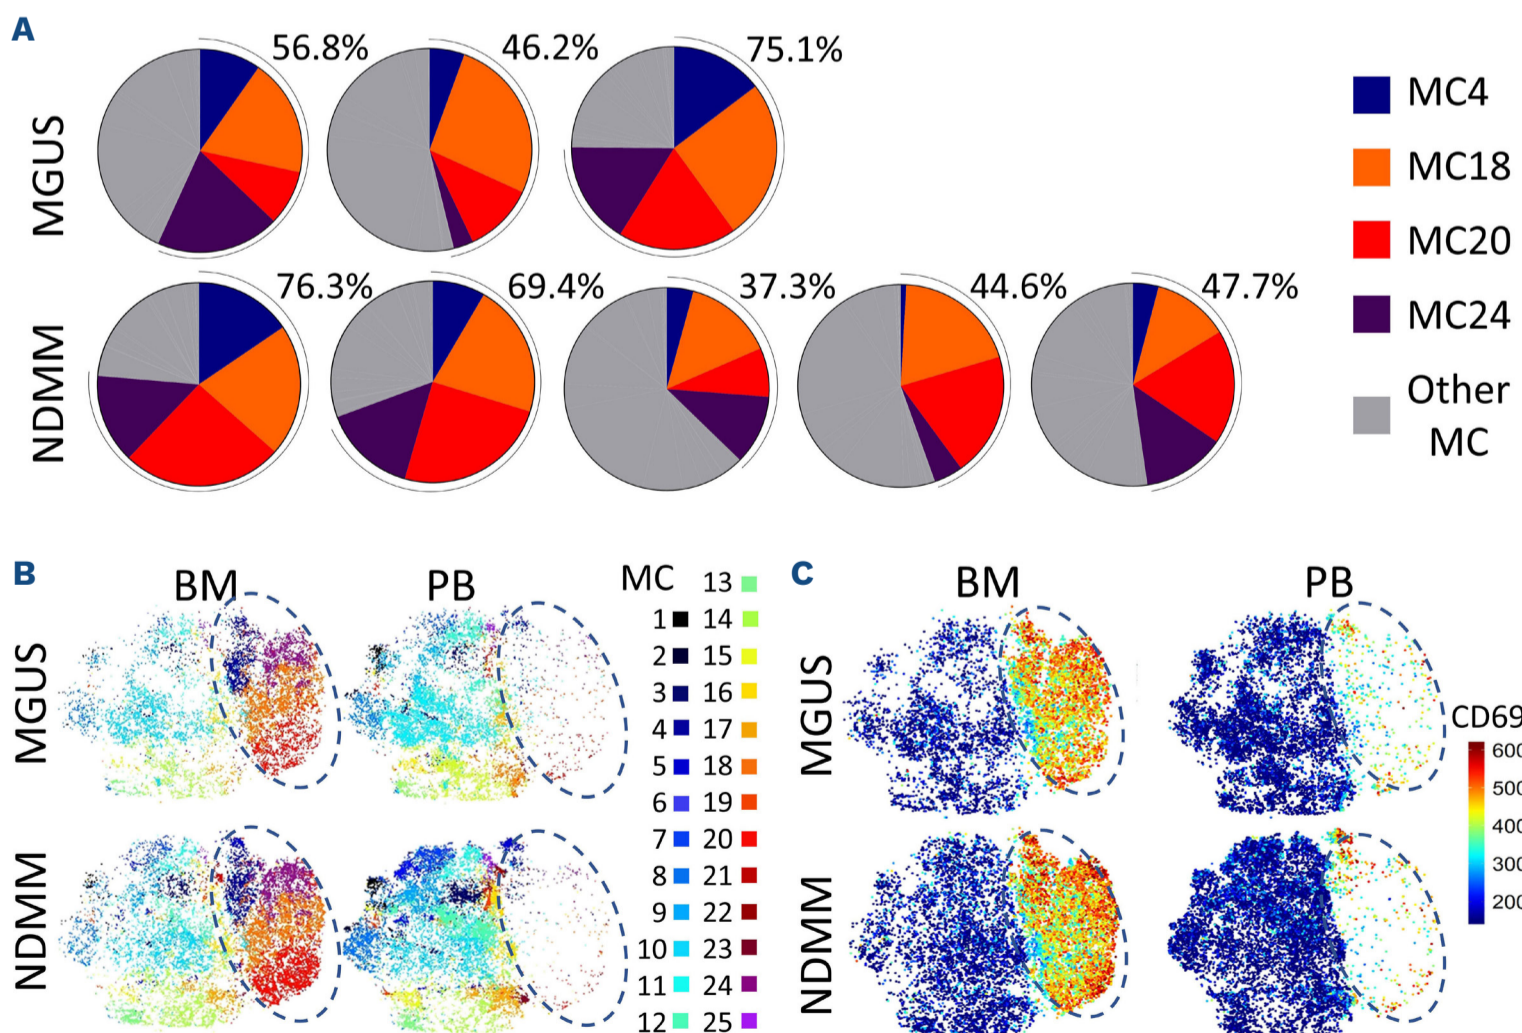 A
56.8% 46.2% 75.1%
MGUS
76.3% 69.4% 37.3% 44.6% 47.7%
NDMM
MC4
MC18
MC20
MC24
Other
MC
B
BM PB
MGUS
NDMM
MC 13
1 14
2 15
3 16
4 17
5 18
6 19
7 20
8 21
9 22
10 23
11 24
12 25
C
BM PB
MGUS
NDMM
CD69
600
500
400
300
200